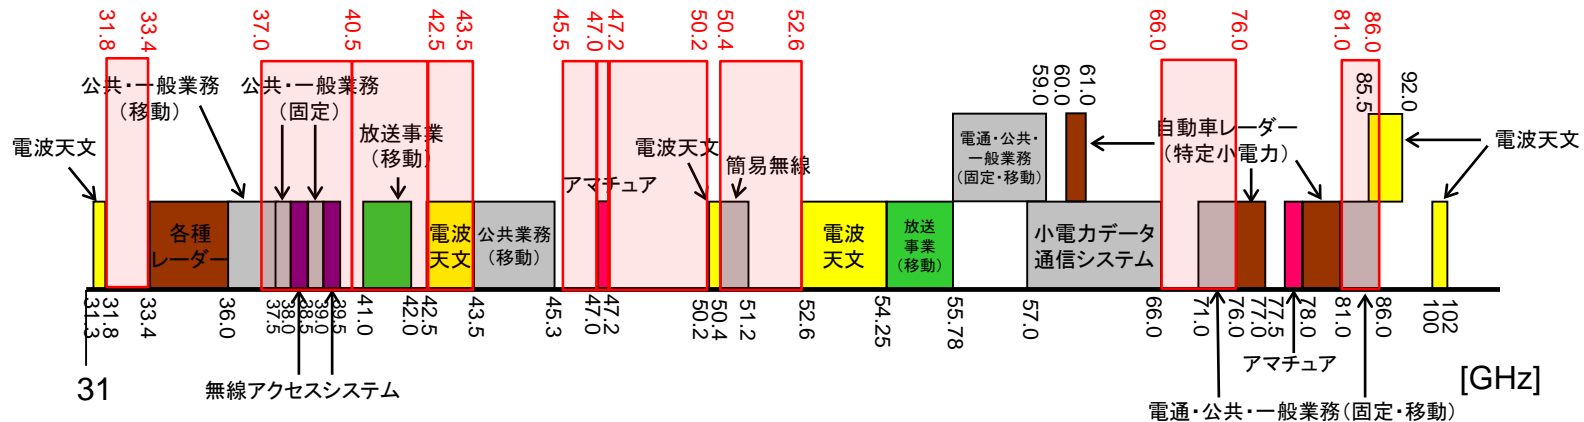 31.8
33.4
37.0
40.5
42.5
43.5
45.5
47.0
47.2
50.2
50.4
52.6
66.0
76.0
81.0
86.0
公共・一般業務
（移動）
公共・一般業務
（固定）
放送事業
（移動）
電波天文
電波天文
簡易無線
アマチュア
59.0
60.0
61.0
85.5
92.0
電通・公共・
一般業務
（固定・移動）
自動車レーダー
（特定小電力）
電波天文
各種
レーダー
電波
天文
公共業務
（移動）
電波
天文
放送
事業
（移動）
小電力データ
通信システム
31.3
31.8
33.4
36.0
37.5
38.0
38.5
39.0
39.5
41.0
42.0
42.5
43.5
45.3
47.0
47.2
50.2
50.4
51.2
52.6
54.25
55.78
57.0
66.0
71.0
76.0
77.0
77.5
78.0
81.0
86.0
100
102
31
無線アクセスシステム
アマチュア
[GHz]
電通・公共・一般業務（固定・移動）